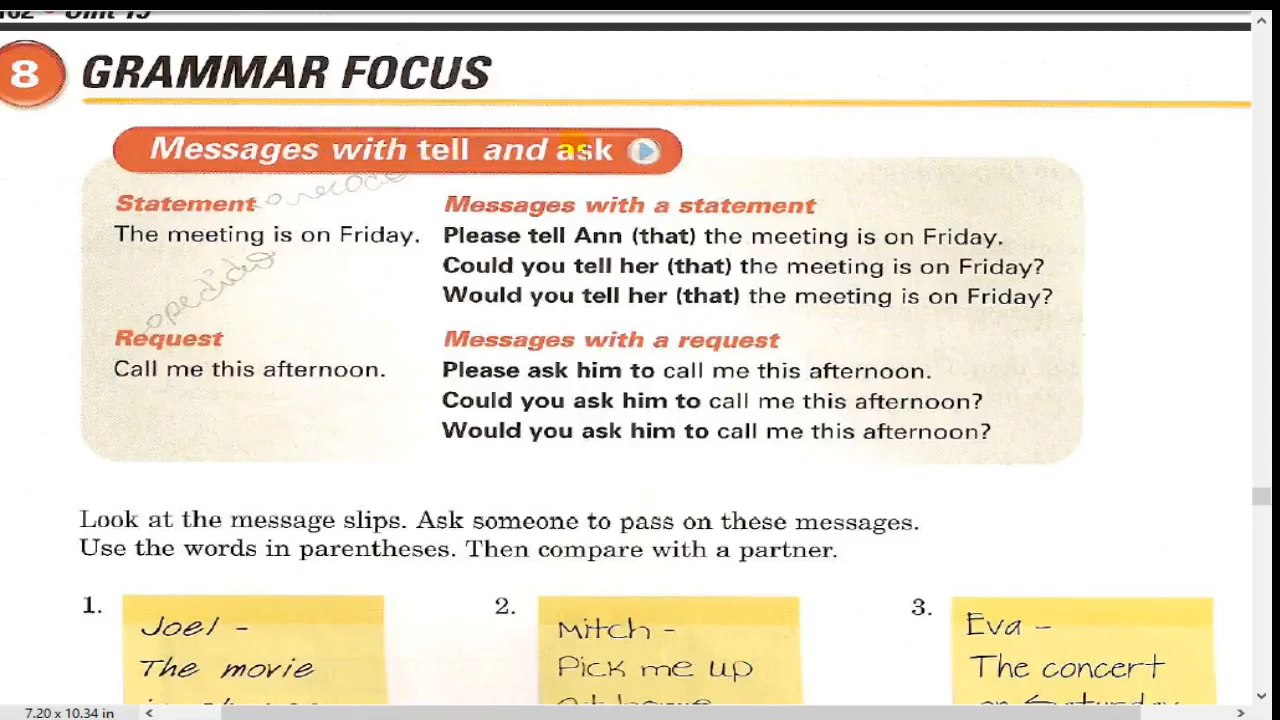 162 • Unit 15
8 GRAMMAR FOCUS
Messages with tell and ask
Statement
The meeting is on Friday.
Messages with a statement
Please tell Ann (that) the meeting is on Friday.
Could you tell her (that) the meeting is on Friday?
Would you tell her (that) the meeting is on Friday?
o pedido
Request
Call me this afternoon.
Messages with a request
Please ask him to call me this afternoon.
Could you ask him to call me this afternoon?
Would you ask him to call me this afternoon?
Look at the message slips. Ask someone to pass on these messages.
Use the words in parentheses. Then compare with a partner.
1.
Joel –
The movie
2.
Mitch –
Pick me up
3.
Eva –
The concert
on Saturday
7.20 x 10.34 in